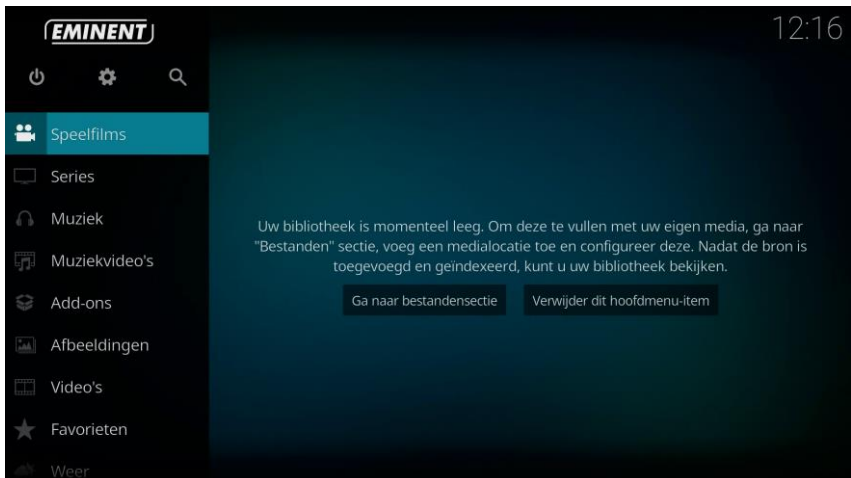 EMINENT
12:16
Speelfilms
Series
Muziek
Muziekvideo's
Add-ons
Afbeeldingen
Video's
Favorieten
Weer
Uw bibliotheek is momenteel leeg. Om deze te vullen met uw eigen media, ga naar
"Bestanden" sectie, voeg een medialocatie toe en configureer deze. Nadat de bron is
toegevoegd en geïndexeerd, kunt u uw bibliotheek bekijken.
Ga naar bestandensectie
Verwijder dit hoofdmenu-item